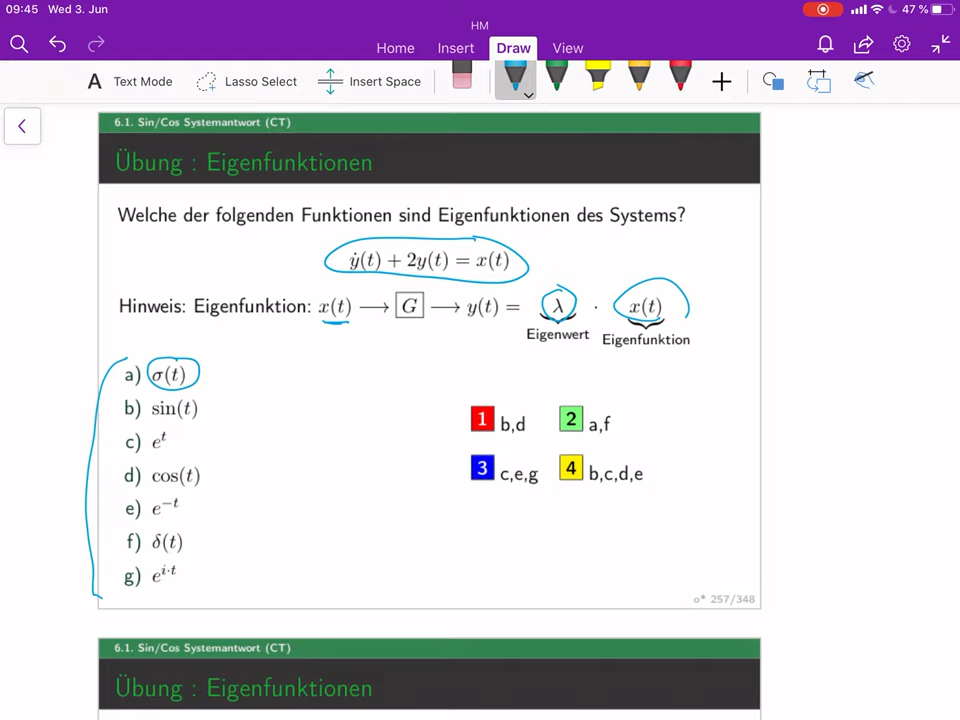 09:45 Wed 3. Jun
47 %
HM
Home Insert Draw View
A Text Mode Lasso Select Insert Space
6.1. Sin/Cos Systemantwort (CT)
Übung : Eigenfunktionen
Welche der folgenden Funktionen sind Eigenfunktionen des Systems?
ẏ(t) + 2y(t) = x(t)
Hinweis: Eigenfunktion: x(t) ⟶ G ⟶ y(t) = λ · x(t)
Eigenwert Eigenfunktion
a) σ(t)
b) sin(t)
1 b,d 2 a,f
c) e^t
3 c,e,g 4 b,c,d,e
d) cos(t)
e) e^{-t}
f) δ(t)
g) e^{i·t}
o* 257/348
6.1. Sin/Cos Systemantwort (CT)
Übung : Eigenfunktionen